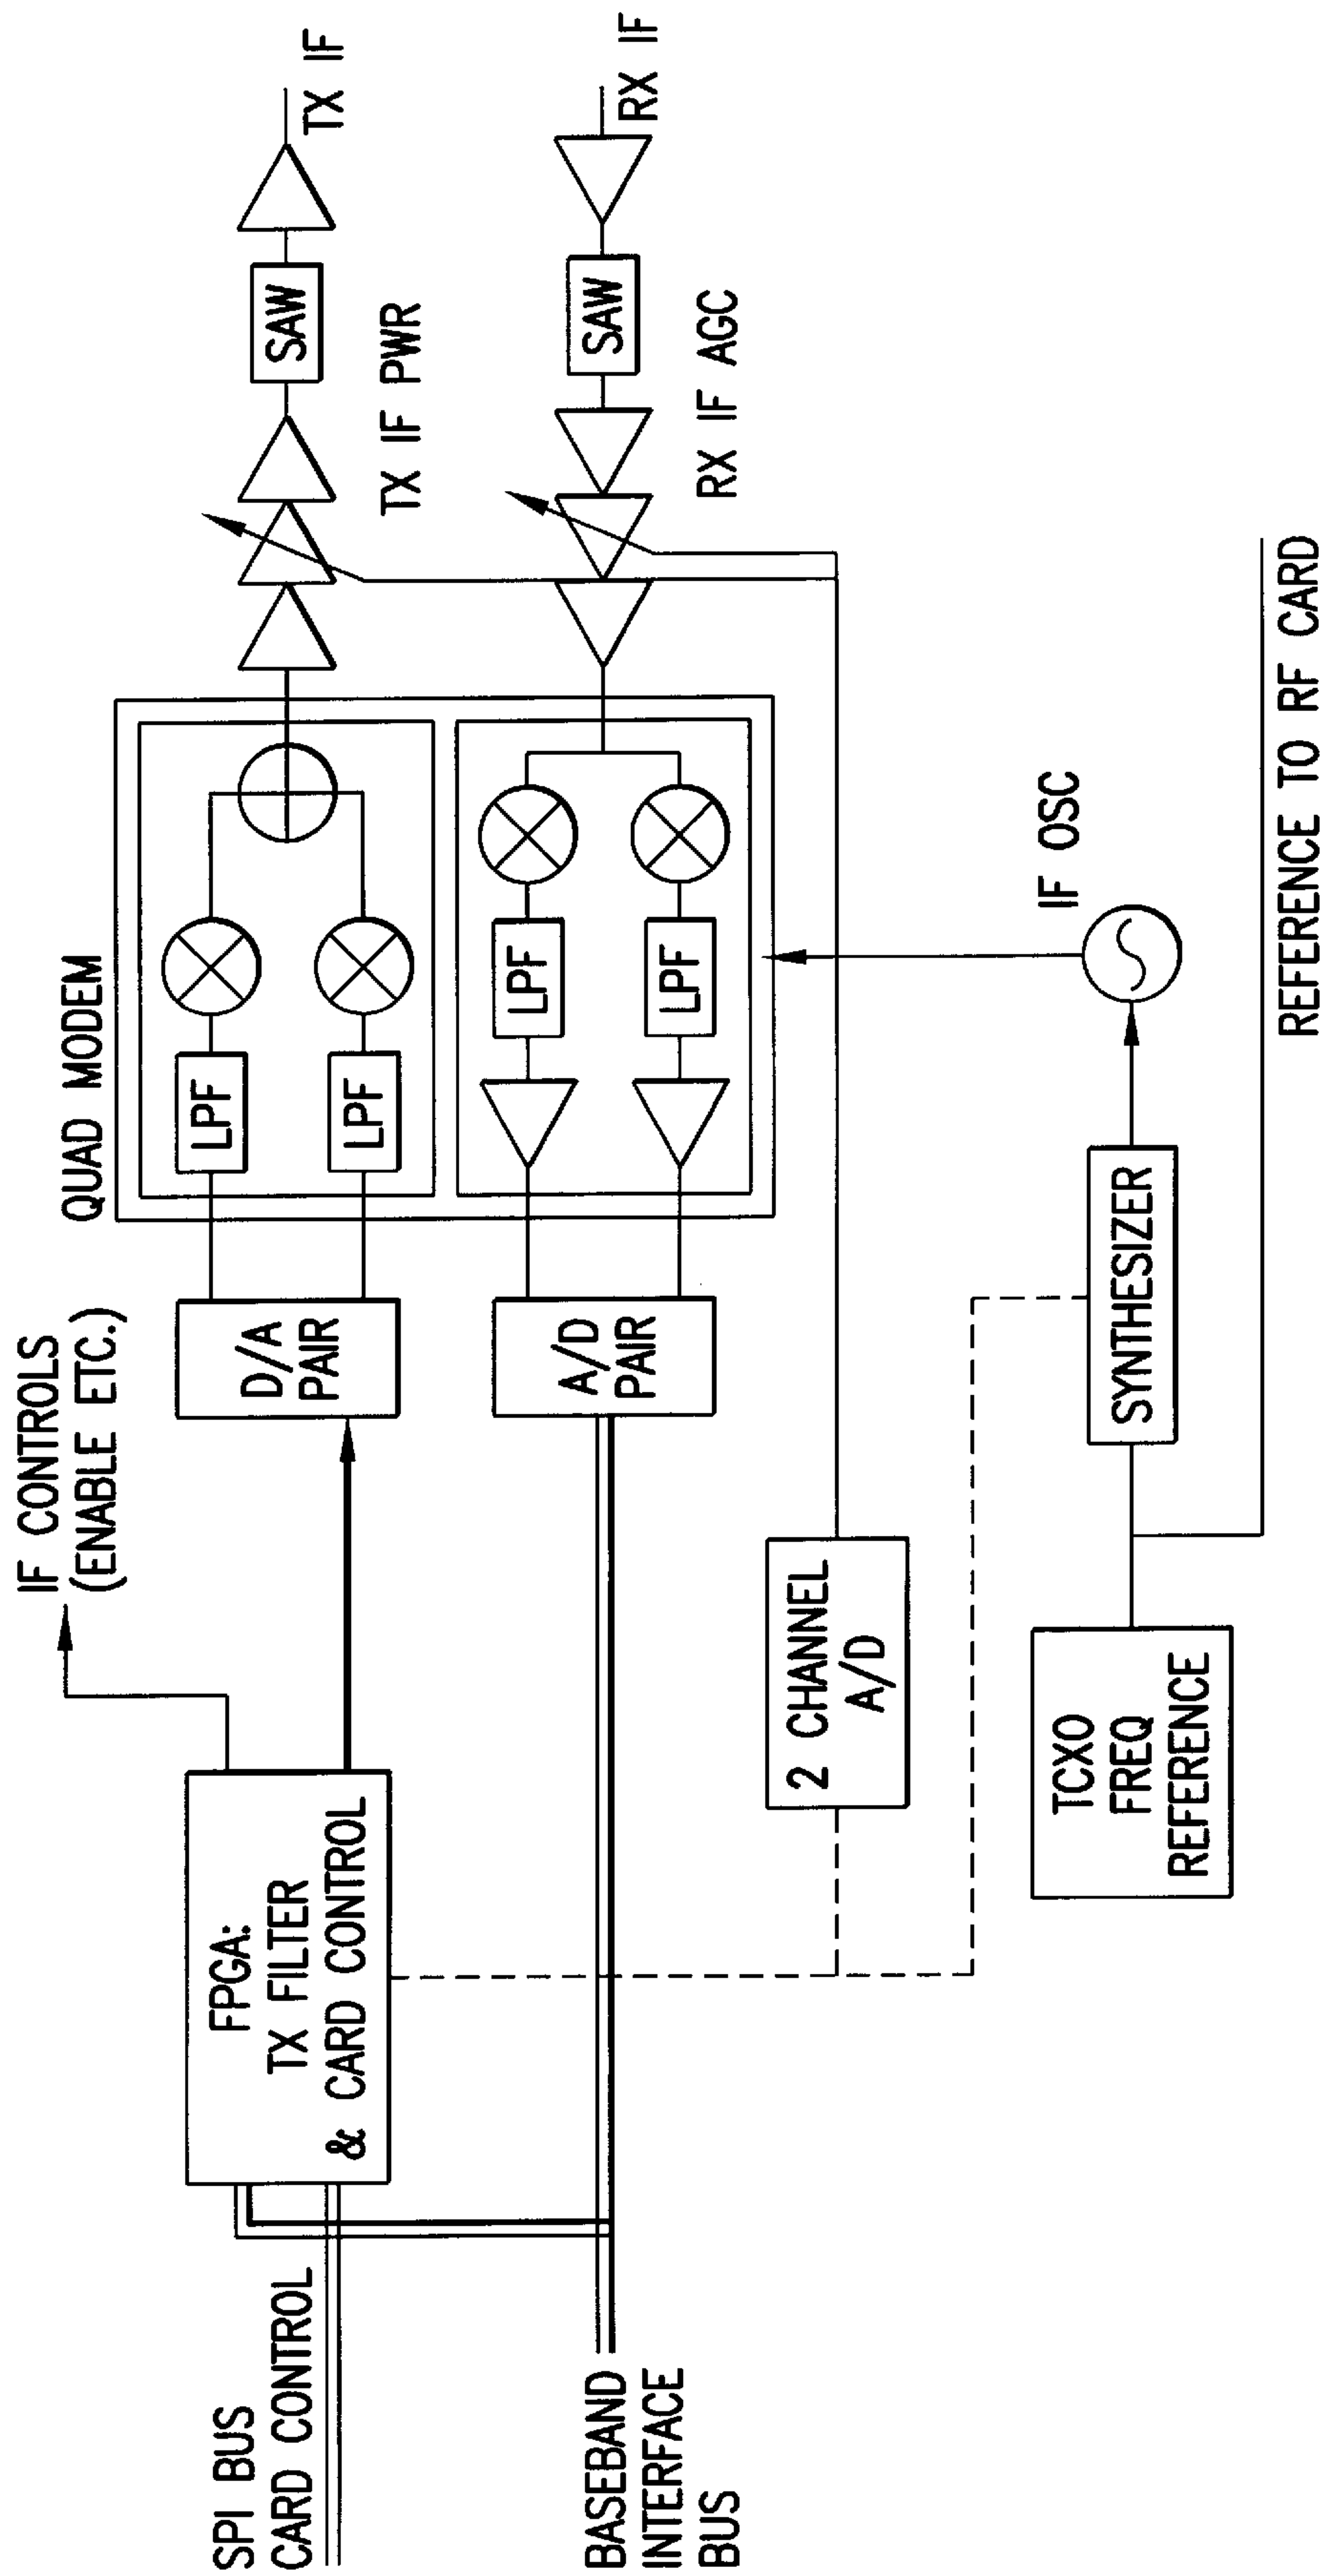 IF CONTROLS
(ENABLE ETC.)
QUAD MODEM
TX IF
SPI BUS
CARD CONTROL
FPGA:
TX FILTER
& CARD CONTROL
D/A
PAIR
LPF
LPF
SAW
TX IF PWR
BASEBAND
INTERFACE
BUS
A/D
PAIR
LPF
LPF
SAW
RX IF
RX IF AGC
2 CHANNEL
A/D
IF OSC
TCXO
FREQ
REFERENCE
SYNTHESIZER
REFERENCE TO RF CARD